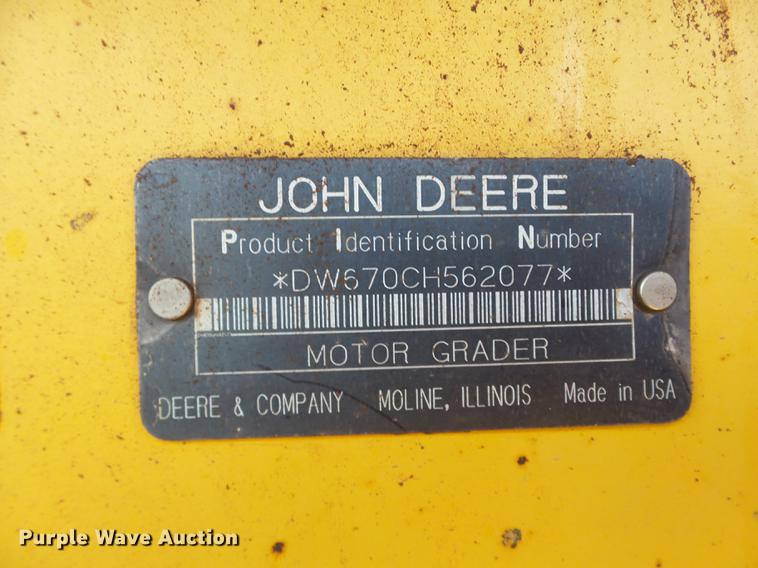 JOHN DEERE
Product Identification Number
*DW670CH562077*
MOTOR GRADER
DEERE & COMPANY MOLINE, ILLINOIS Made in USA
Purple Wave Auction